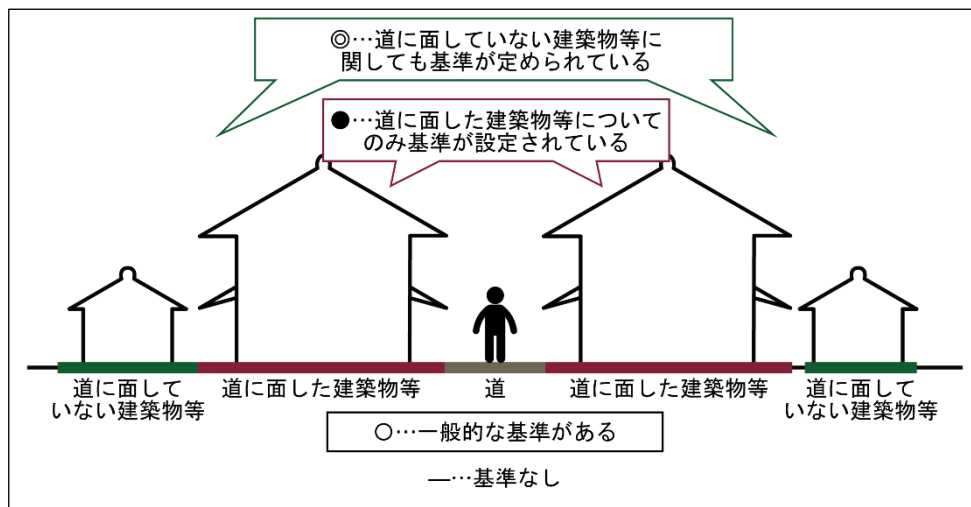 ◎…道に面していない建築物等に
関しても基準が定められている
●…道に面した建築物等について
のみ基準が設定されている
道に面して
いない建築物等
道に面した建築物等
道
道に面した建築物等
道に面して
いない建築物等
○…一般的な基準がある
―…基準なし